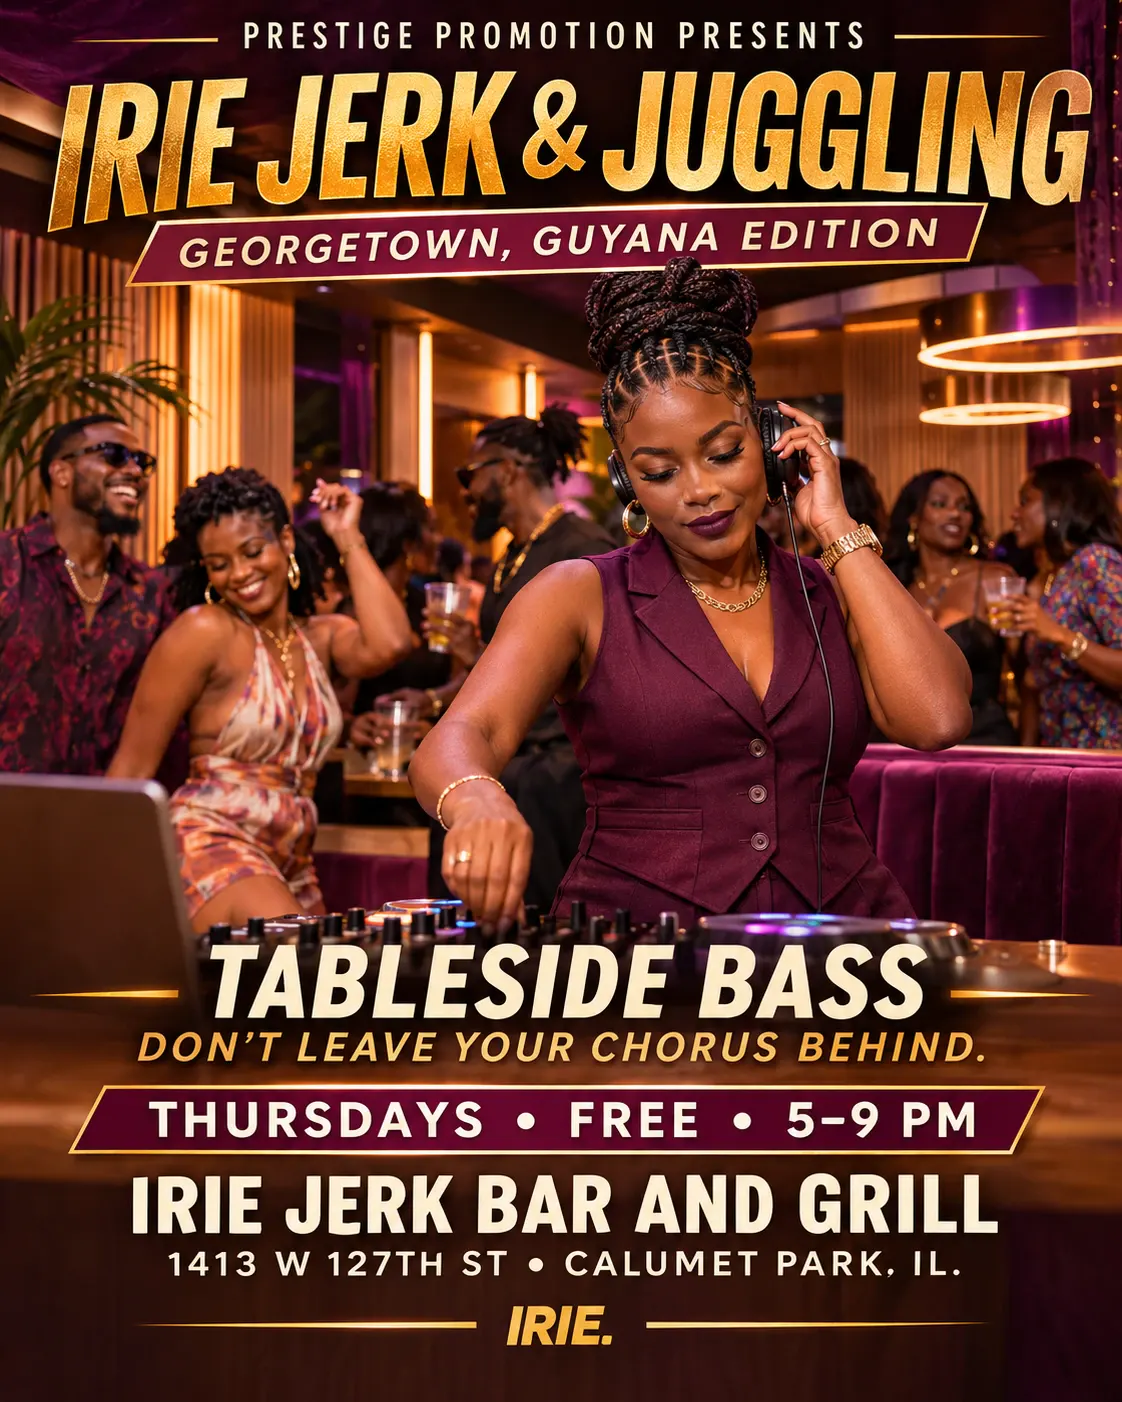 PRESTIGE PROMOTION PRESENTS
IRIE JERK & JUGGLING
GEORGETOWN, GUYANA EDITION
TABLESIDE BASS
DON'T LEAVE YOUR CHORUS BEHIND.
THURSDAYS • FREE • 5–9 PM
IRIE JERK BAR AND GRILL
1413 W 127TH ST • CALUMET PARK, IL.
IRIE.